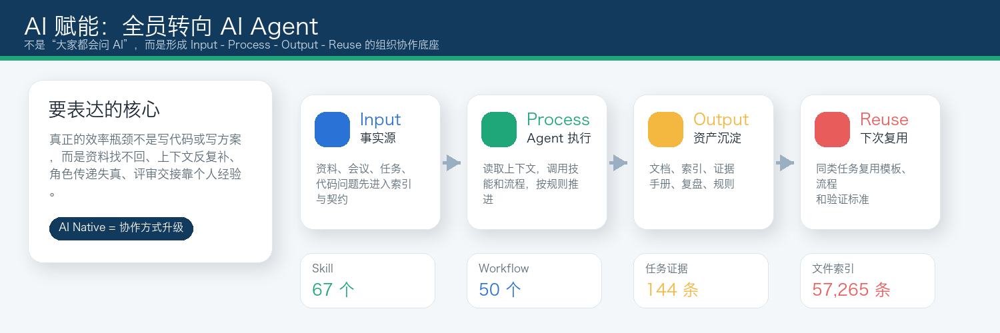 AI 赋能：全员转向 AI Agent
不是“大家都会问 AI”，而是形成 Input - Process - Output - Reuse 的组织协作底座
要表达的核心
真正的效率瓶颈不是写代码或写方案
，而是资料找不回、上下文反复补、
角色传递失真、评审交接靠个人经验
。
AI Native = 协作方式升级
Input
事实源
资料、会议、任务、
代码问题先进入索引
与契约
Process
Agent 执行
读取上下文，调用技
能和流程，按规则推
进
Output
资产沉淀
文档、索引、证据
手册、复盘、规则
Reuse
下次复用
同类任务复用模板、
流程
和验证标准
Skill
67 个
Workflow
50 个
任务证据
144 条
文件索引
57,265 条